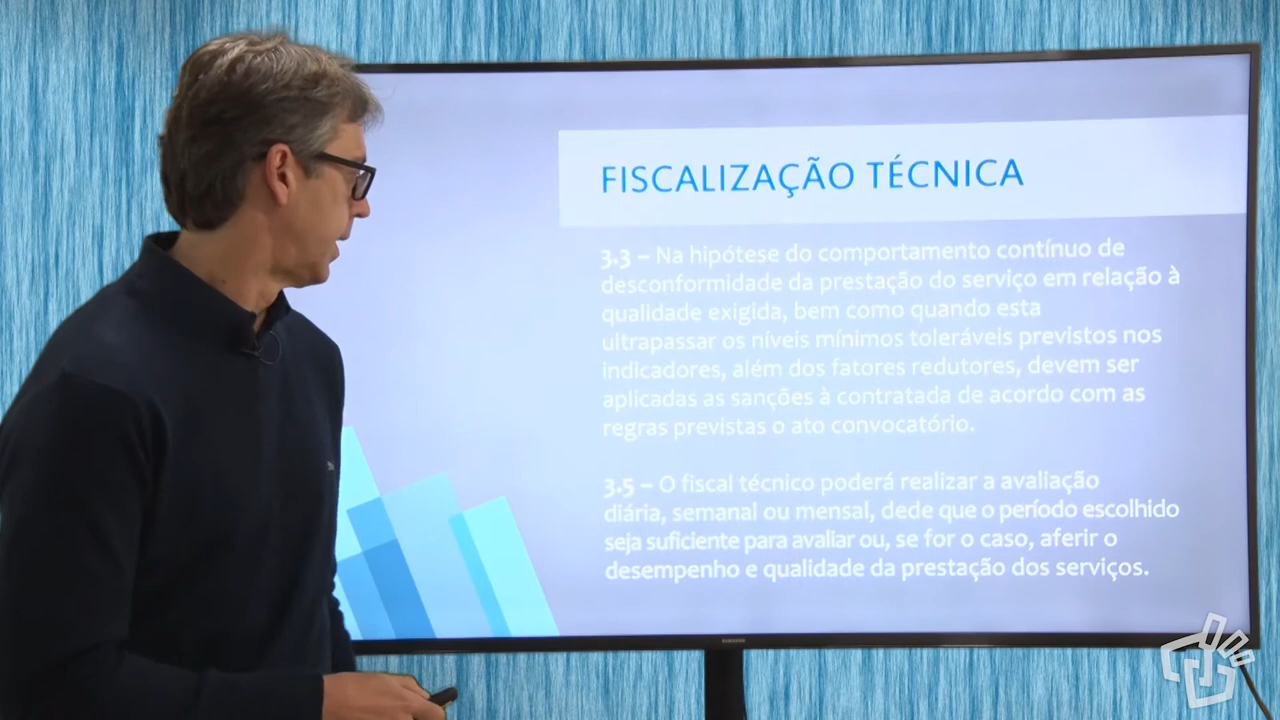 FISCALIZAÇÃO TÉCNICA
3.3 – Na hipótese do comportamento contínuo de
desconformidade da prestação do serviço em relação à
qualidade exigida, bem como quando esta
ultrapassar os níveis mínimos toleráveis previstos nos
indicadores, além dos fatores redutores, devem ser
aplicadas as sanções à contratada de acordo com as
regras previstas o ato convocatório.
3.5 – O fiscal técnico poderá realizar a avaliação
diária, semanal ou mensal, dede que o período escolhido
seja suficiente para avaliar ou, se for o caso, aferir o
desempenho e qualidade da prestação dos serviços.
SAMSUNG